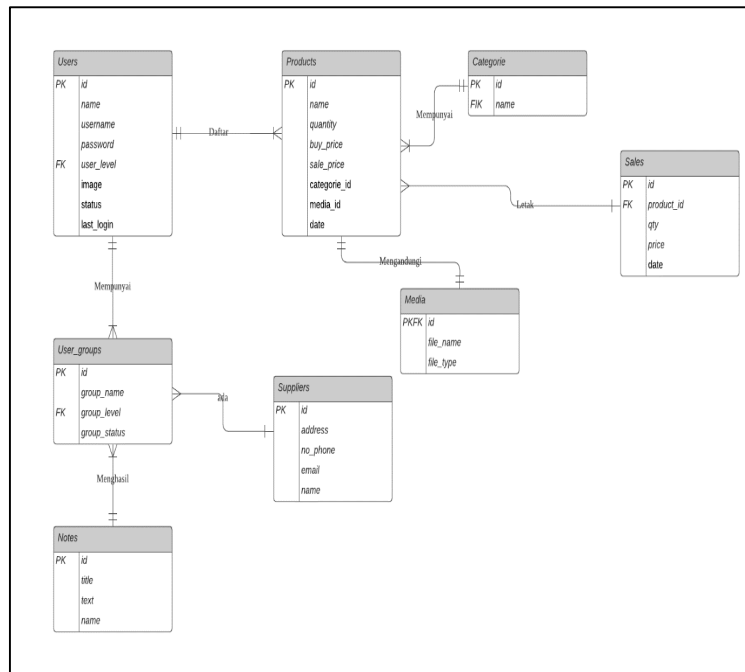 Users
PK id
name
username
password
FK user_level
image
status
last_login
Daftar
Products
PK id
name
quantity
buy_price
sale_price
categorie_id
media_id
date
Mempunyai
Categorie
PK id
FIK name
Letak
Sales
PK id
FK product_id
qty
price
date
Mengandungi
Media
PKFK id
file_name
file_type
Mempunyai
User_groups
PK id
group_name
FK group_level
group_status
ada
Suppliers
PK id
address
no_phone
email
name
Menghasil
Notes
PK id
title
text
name